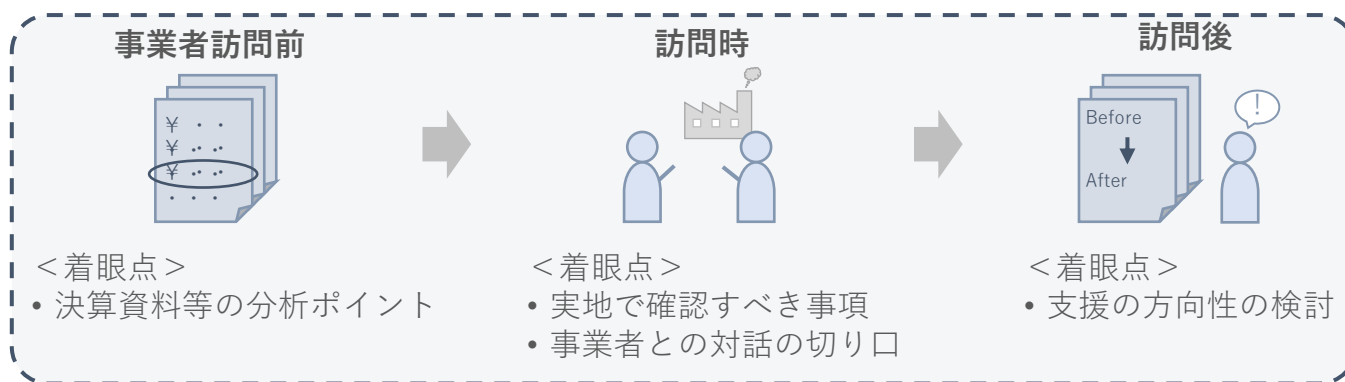 事業者訪問前
¥ ・ ・
¥ ・・ ・・
¥ ・・ ・・
・ ・ ・
＜着眼点＞
• 決算資料等の分析ポイント
訪問時
＜着眼点＞
• 実地で確認すべき事項
• 事業者との対話の切り口
訪問後
Before
After
!
＜着眼点＞
• 支援の方向性の検討